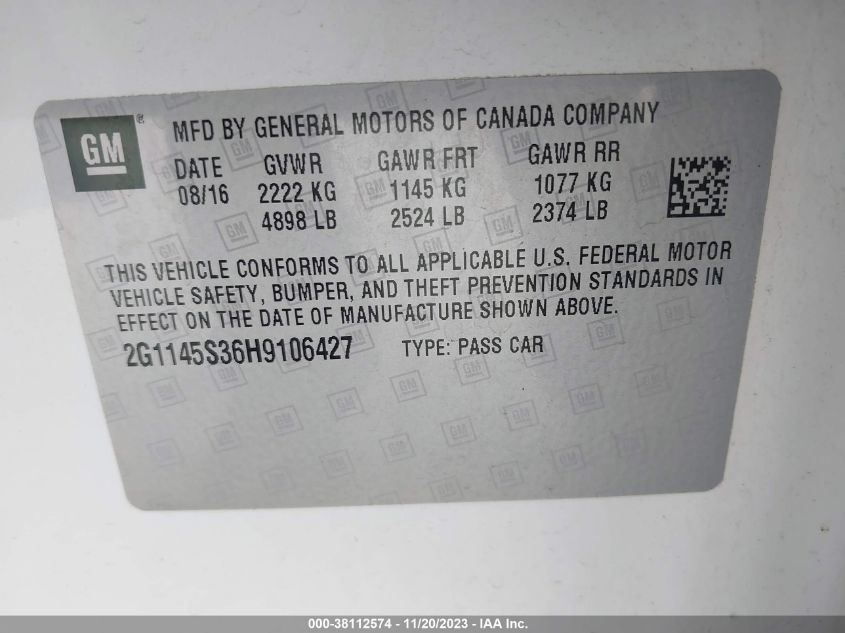 GM ® MFD BY GENERAL MOTORS OF CANADA COMPANY
DATE GVWR GAWR FRT GAWR RR
08/16 2222 KG 1145 KG 1077 KG
4898 LB 2524 LB 2374 LB
THIS VEHICLE CONFORMS TO ALL APPLICABLE U.S. FEDERAL MOTOR
VEHICLE SAFETY, BUMPER, AND THEFT PREVENTION STANDARDS IN
EFFECT ON THE DATE OF MANUFACTURE SHOWN ABOVE.
2G1145S36H9106427 TYPE: PASS CAR
000-38112574 - 11/20/2023 - IAA Inc.